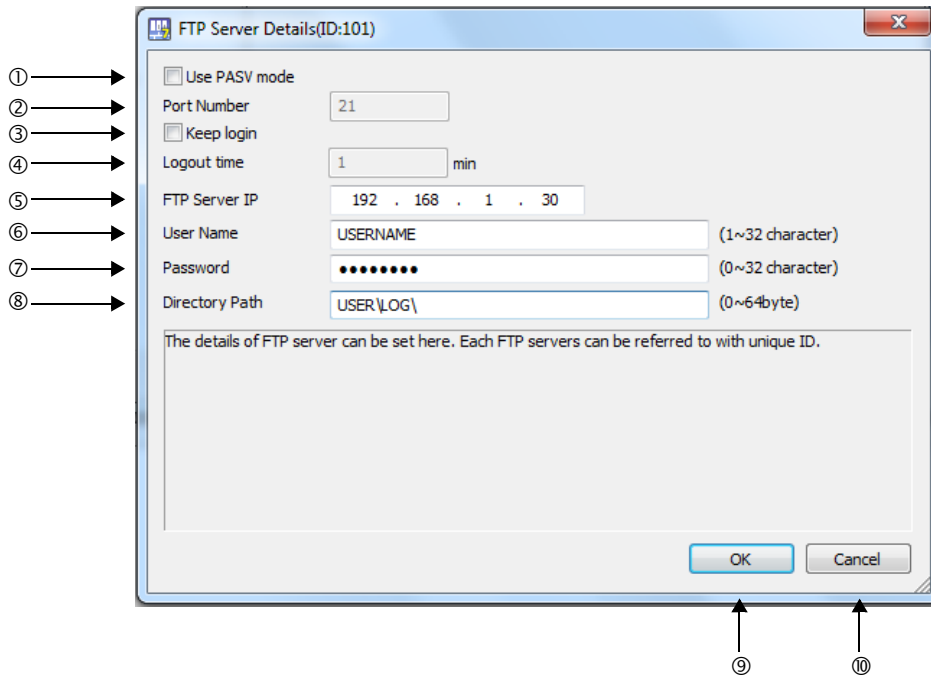 FTP Server Details(ID:101)
① Use PASV mode
② Port Number 21
③ Keep login
④ Logout time 1 min
⑤ FTP Server IP 192 . 168 . 1 . 30
⑥ User Name USERNAME (1~32 character)
⑦ Password ●●●●●●●● (0~32 character)
⑧ Directory Path USER\LOG\ (0~64byte)
The details of FTP server can be set here. Each FTP servers can be referred to with unique ID.
OK Cancel
⑨ ⑩